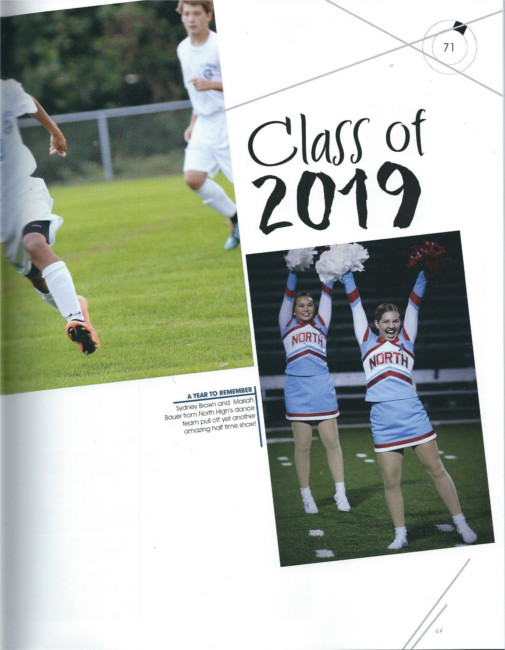 71
Class of
2019
NORTH
NORTH
A YEAR TO REMEMBER
Sydney Brown and Mariah
Bauer from North High's dance
team pull off yet another
amazing half time show!